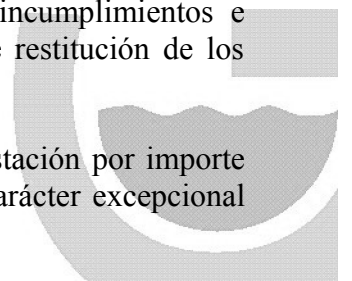 incumplimientos e
restitución de los
stación por importe
arácter excepcional